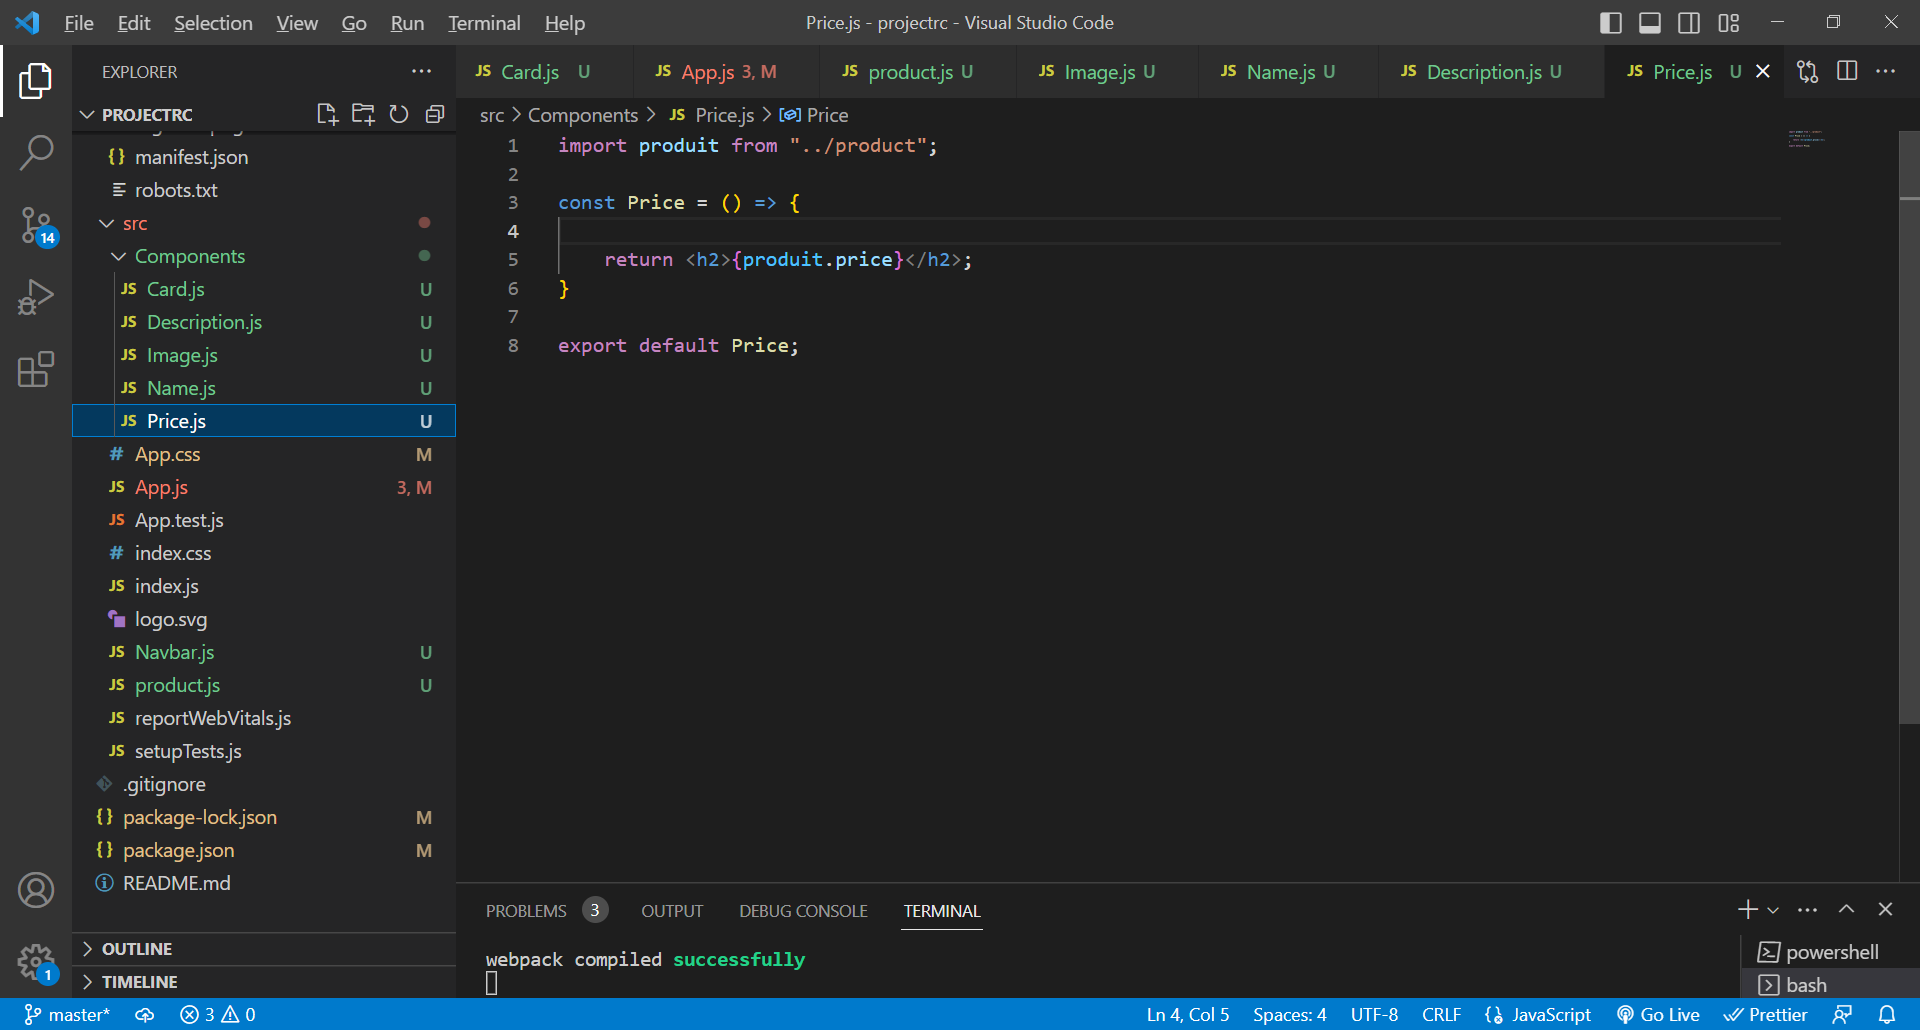 File Edit Selection View Go Run Terminal Help
Price.js - projectrc - Visual Studio Code
EXPLORER
PROJECTRC
{} manifest.json
robots.txt
src
Components
JS Card.js U
JS Description.js U
JS Image.js U
JS Name.js U
JS Price.js U
# App.css M
JS App.js 3, M
JS App.test.js
# index.css
JS index.js
logo.svg
JS Navbar.js U
JS product.js U
JS reportWebVitals.js
JS setupTests.js
.gitignore
{} package-lock.json M
{} package.json M
README.md
OUTLINE
TIMELINE
14
1
JS Card.js U
JS App.js 3, M
JS product.js U
JS Image.js U
JS Name.js U
JS Description.js U
JS Price.js U
src > Components > JS Price.js > Price
1 import produit from "../product";
2
3 const Price = () => {
4
5 return <h2>{produit.price}</h2>;
6 }
7
8 export default Price;
PROBLEMS 3 OUTPUT DEBUG CONSOLE TERMINAL
webpack compiled successfully
powershell
bash
master* 3 0
Ln 4, Col 5 Spaces: 4 UTF-8 CRLF {} JavaScript Go Live Prettier